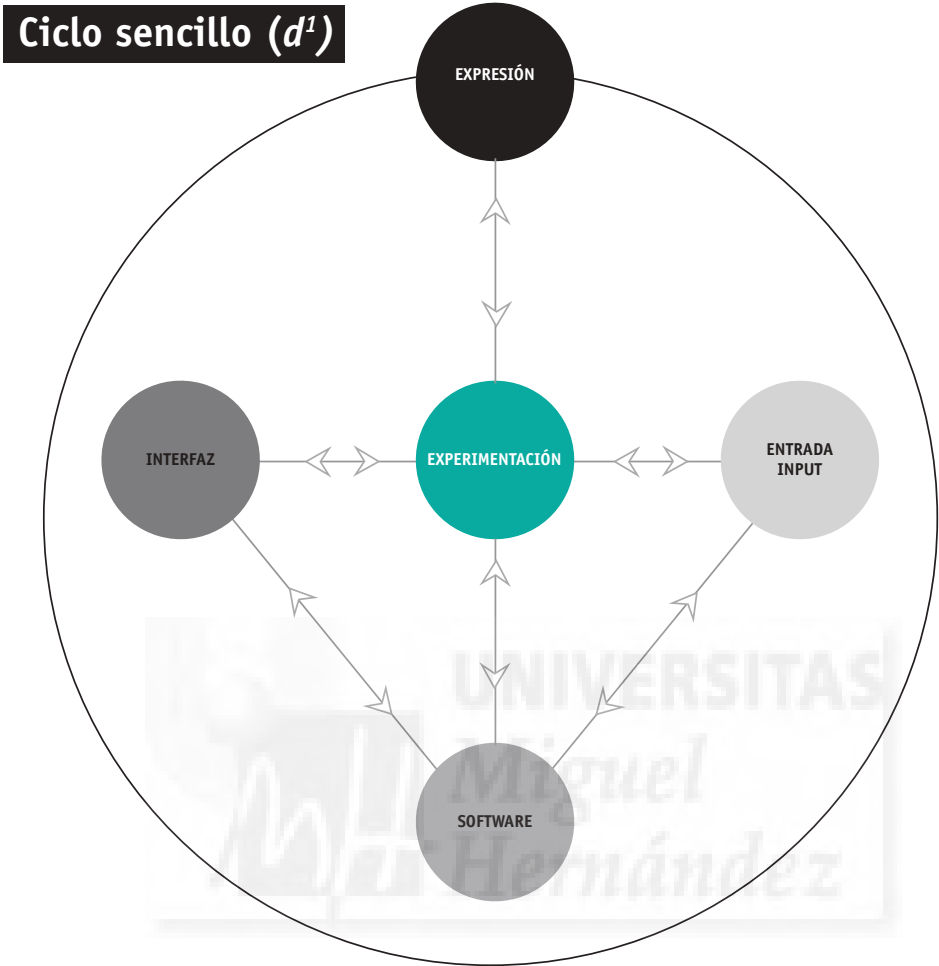 Ciclo sencillo (d¹)
EXPRESIÓN
INTERFAZ
EXPERIMENTACIÓN
ENTRADA
INPUT
SOFTWARE
UNIVERSITAS
Miguel
Hernández